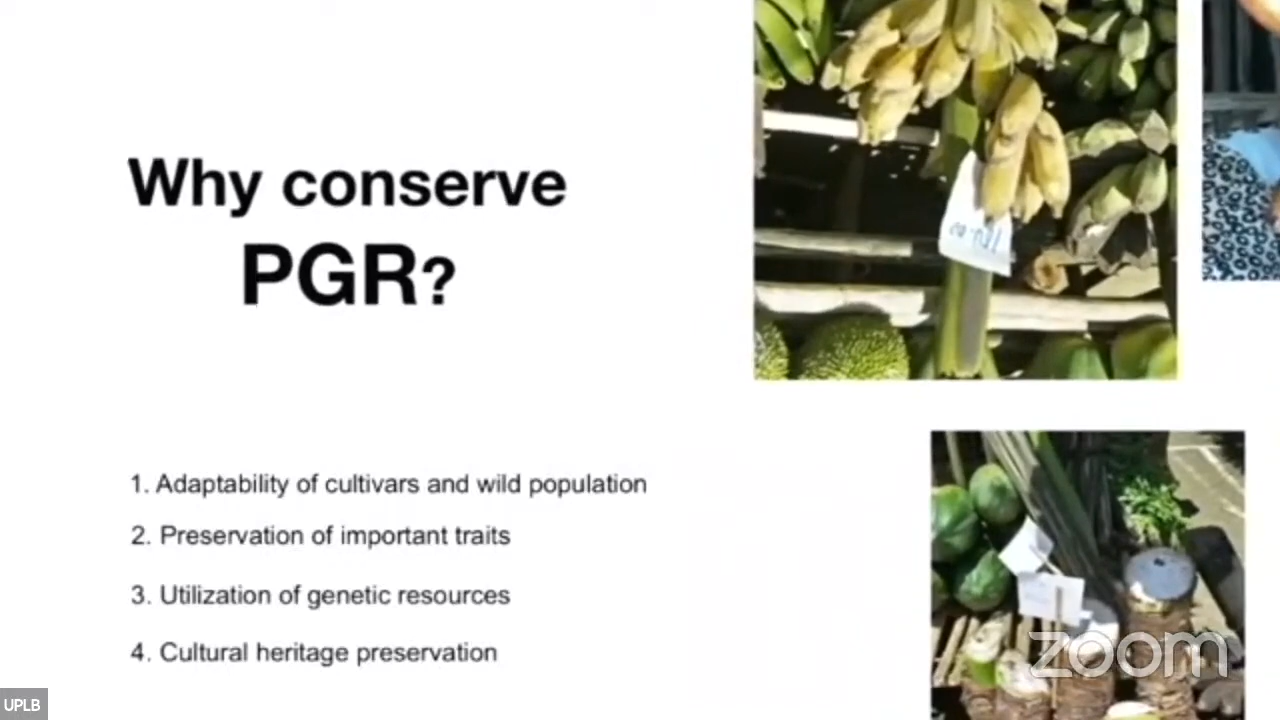 Why conserve
PGR?
1. Adaptability of cultivars and wild population
2. Preservation of important traits
3. Utilization of genetic resources
4. Cultural heritage preservation
zoom
UPLB